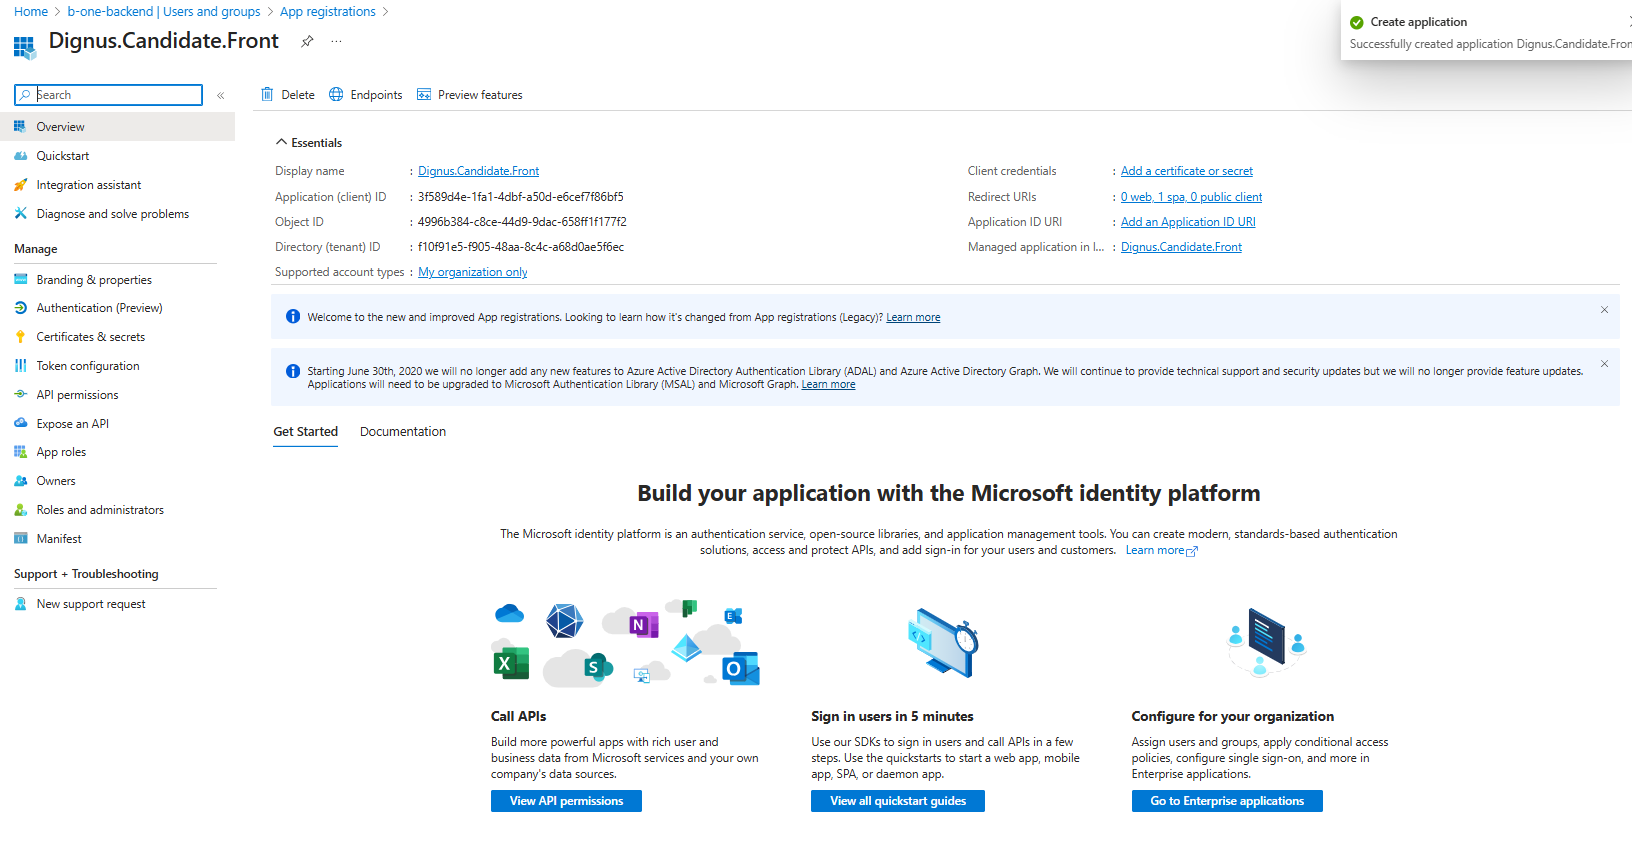 Home > b-one-backend | Users and groups > App registrations >
Dignus.Candidate.Front
Create application
Successfully created application Dignus.Candidate.Fron
Search
Delete
Endpoints
Preview features
Overview
Quickstart
Integration assistant
Diagnose and solve problems
Manage
Branding & properties
Authentication (Preview)
Certificates & secrets
Token configuration
API permissions
Expose an API
App roles
Owners
Roles and administrators
Manifest
Support + Troubleshooting
New support request
Essentials
Display name : Dignus.Candidate.Front
Application (client) ID : 3f589d4e-1fa1-4dbf-a50d-e6cef7f86bf5
Object ID : 4996b384-c8ce-44d9-9dac-658ff1f177f2
Directory (tenant) ID : f10f91e5-f905-48aa-8c4c-a68d0ae5f6ec
Supported account types : My organization only
Client credentials : Add a certificate or secret
Redirect URIs : 0 web, 1 spa, 0 public client
Application ID URI : Add an Application ID URI
Managed application in l... : Dignus.Candidate.Front
Welcome to the new and improved App registrations. Looking to learn how it's changed from App registrations (Legacy)? Learn more
Starting June 30th, 2020 we will no longer add any new features to Azure Active Directory Authentication Library (ADAL) and Azure Active Directory Graph. We will continue to provide technical support and security updates but we will no longer provide feature updates.
Applications will need to be upgraded to Microsoft Authentication Library (MSAL) and Microsoft Graph. Learn more
Get Started
Documentation
Build your application with the Microsoft identity platform
The Microsoft identity platform is an authentication service, open-source libraries, and application management tools. You can create modern, standards-based authentication
solutions, access and protect APIs, and add sign-in for your users and customers. Learn more
N
E
X
S
O
Call APIs
Build more powerful apps with rich user and
business data from Microsoft services and your own
company's data sources.
View API permissions
Sign in users in 5 minutes
Use our SDKs to sign in users and call APIs in a few
steps. Use the quickstarts to start a web app, mobile
app, SPA, or daemon app.
View all quickstart guides
Configure for your organization
Assign users and groups, apply conditional access
policies, configure single sign-on, and more in
Enterprise applications.
Go to Enterprise applications